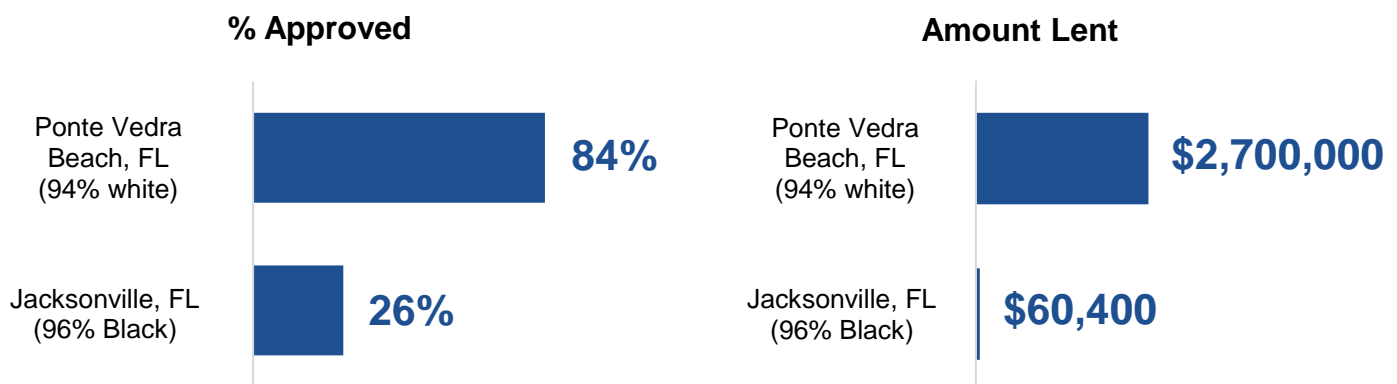 % Approved
Ponte Vedra
Beach, FL
(94% white)
84%
Jacksonville, FL
(96% Black)
26%
Amount Lent
Ponte Vedra
Beach, FL
(94% white)
$2,700,000
Jacksonville, FL
(96% Black)
$60,400